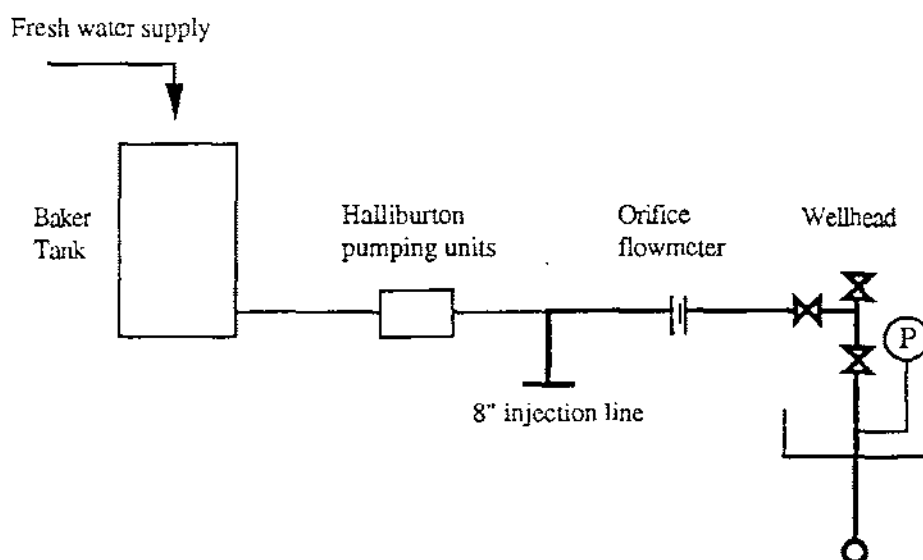 Fresh water supply
Baker
Tank
Halliburton
pumping units
Orifice
flowmeter
Wellhead
P
8" injection line